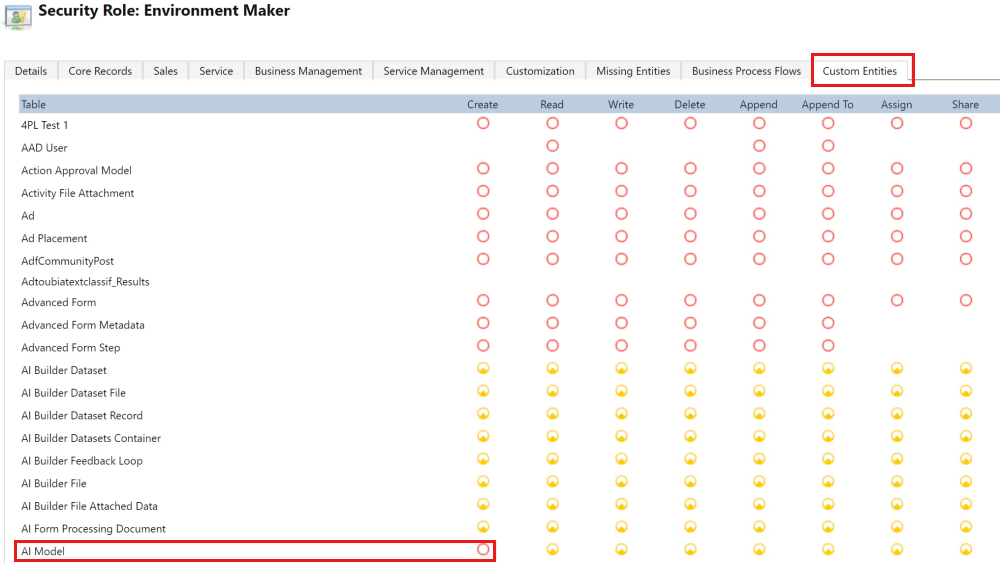 Security Role: Environment Maker
Details Core Records Sales Service Business Management Service Management Customization Missing Entities Business Process Flows Custom Entities
Table Create Read Write Delete Append Append To Assign Share
4PL Test 1
AAD User
Action Approval Model
Activity File Attachment
Ad
Ad Placement
AdfCommunityPost
Adtoubiatextclassif_Results
Advanced Form
Advanced Form Metadata
Advanced Form Step
AI Builder Dataset
AI Builder Dataset File
AI Builder Dataset Record
AI Builder Datasets Container
AI Builder Feedback Loop
AI Builder File
AI Builder File Attached Data
AI Form Processing Document
AI Model